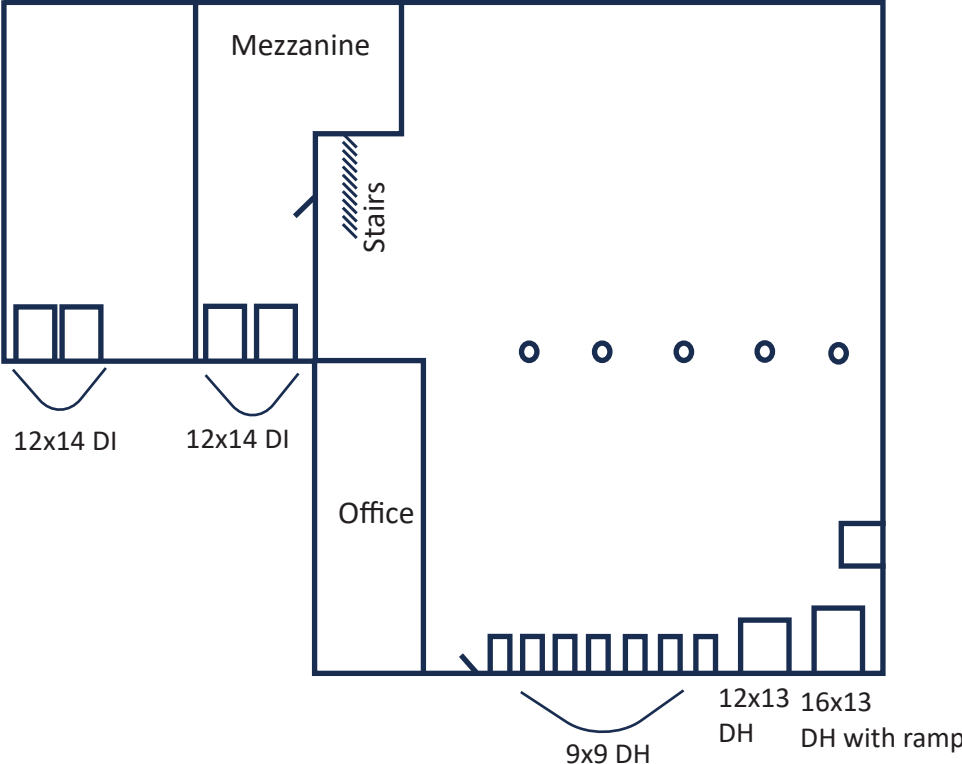 Mezzanine
Stairs
12x14 DI
12x14 DI
Office
12x13
DH
16x13
DH with ramp
9x9 DH